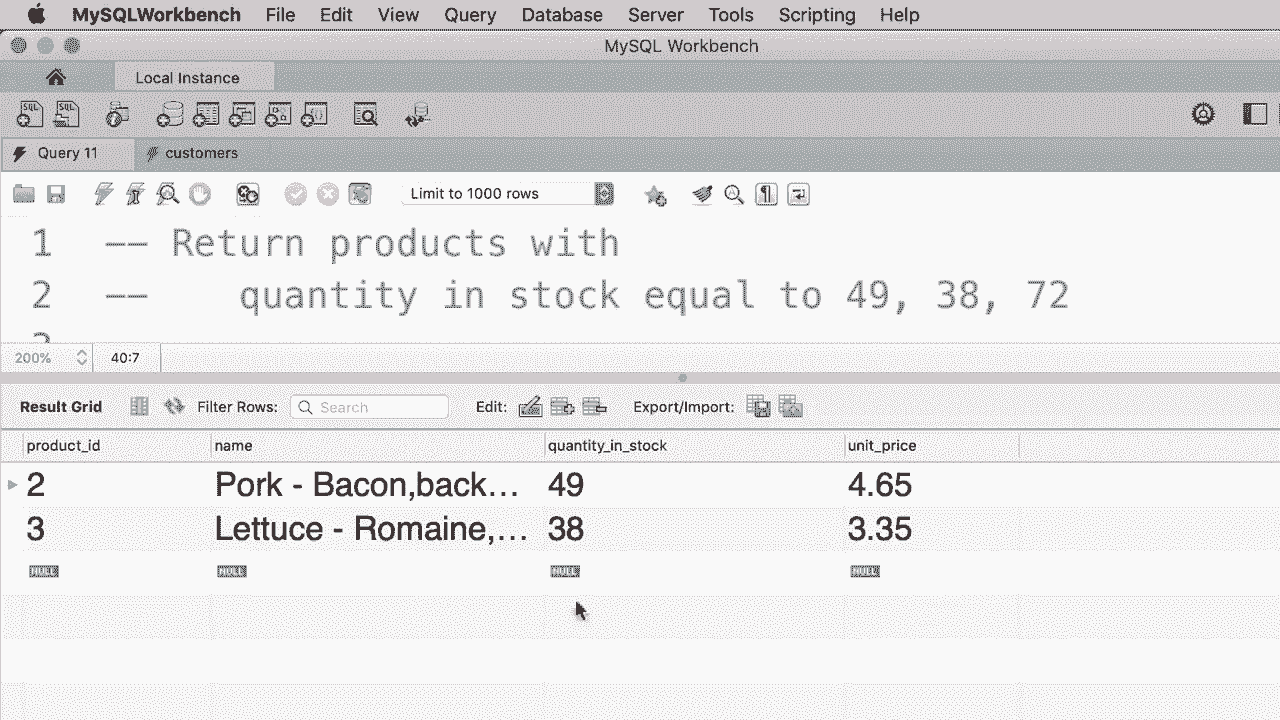 MySQLWorkbench File Edit View Query Database Server Tools Scripting Help
MySQL Workbench
Local Instance
SQL SQL
Query 11 customers
Limit to 1000 rows
1 -- Return products with
2 -- quantity in stock equal to 49, 38, 72
200% 40:7
Result Grid Filter Rows: Search Edit: Export/Import:
product_id name quantity_in_stock unit_price
2 Pork - Bacon,back... 49 4.65
3 Lettuce - Romaine,... 38 3.35
NULL NULL NULL NULL